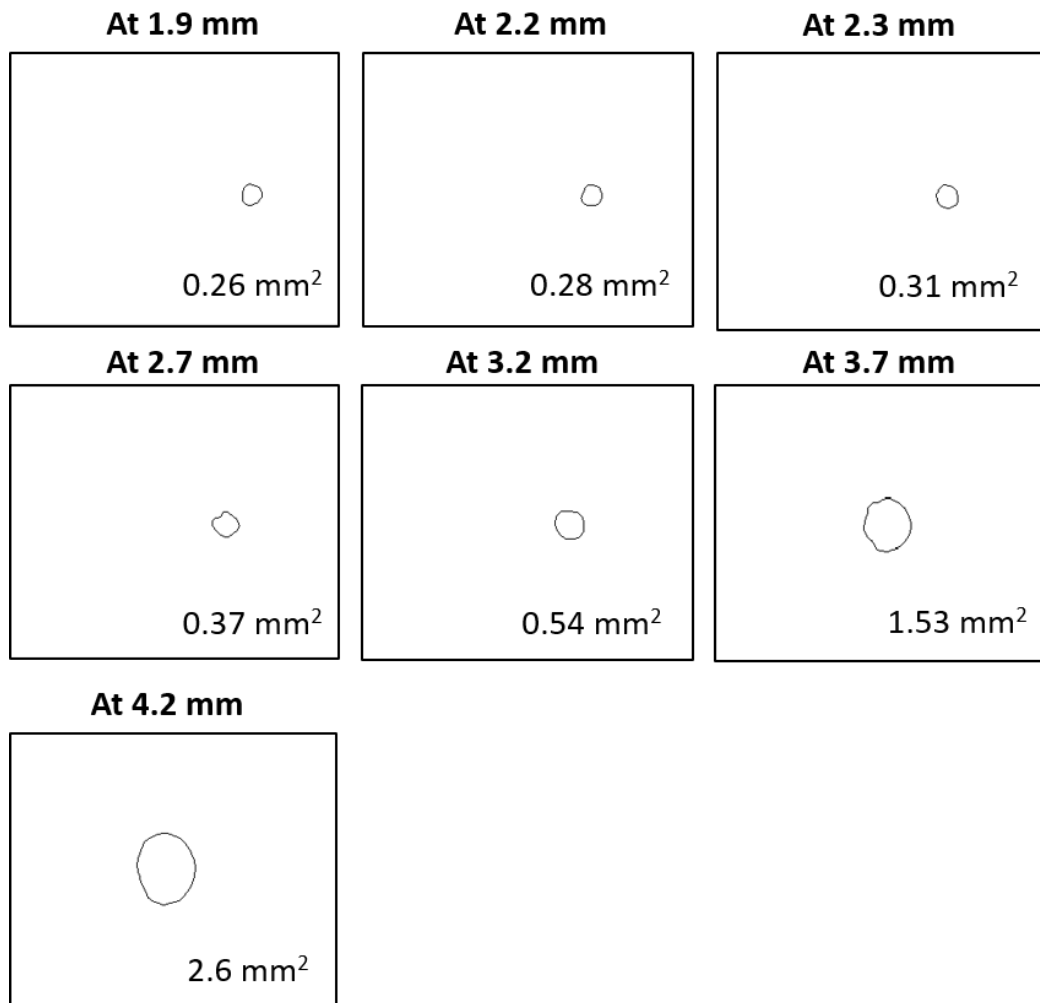 At 1.9 mm
At 2.2 mm
At 2.3 mm
0.26 mm²
0.28 mm²
0.31 mm²
At 2.7 mm
At 3.2 mm
At 3.7 mm
0.37 mm²
0.54 mm²
1.53 mm²
At 4.2 mm
2.6 mm²